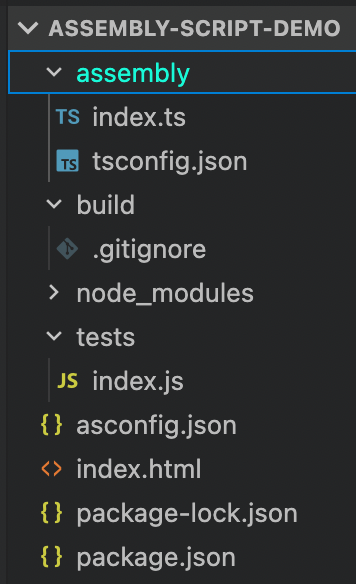 ASSEMBLY-SCRIPT-DEMO
assembly
TS index.ts
TS tsconfig.json
build
.gitignore
node_modules
tests
JS index.js
{} asconfig.json
<> index.html
{} package-lock.json
{} package.json